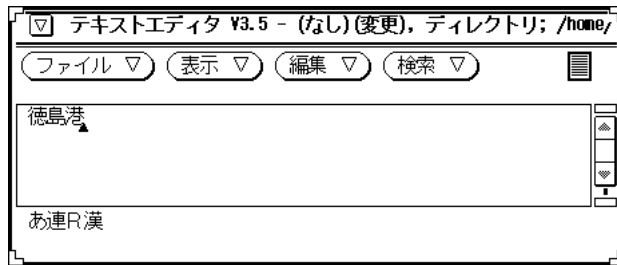 テキストエディタ V3.5 - (なし)(変更), ディレクトリ; /home/
ファイル ▽ 表示 ▽ 編集 ▽ 検索 ▽
徳島港
あ連R漢